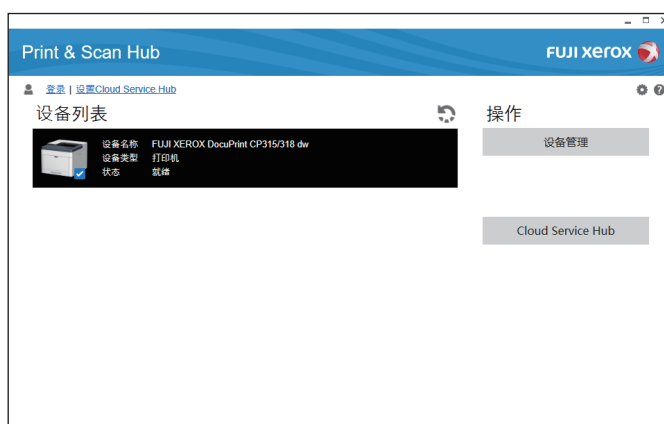 Print & Scan Hub
FUJI XEROX
登录 | 设置Cloud Service Hub
设备列表
操作
设备名称 FUJI XEROX DocuPrint CP315/318 dw
设备类型 打印机
状态 就绪
设备管理
Cloud Service Hub